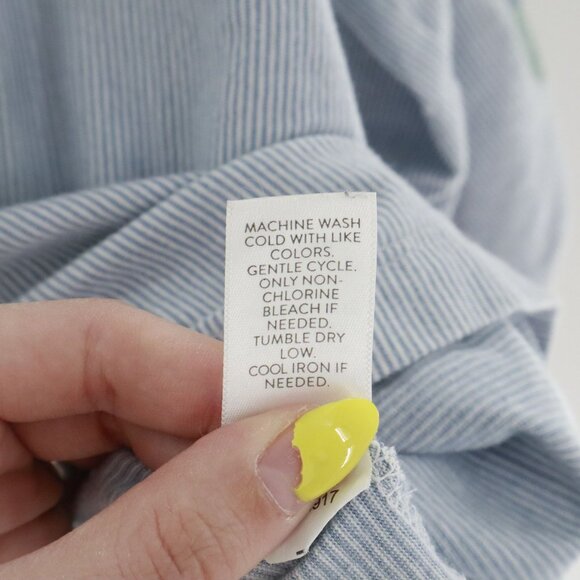 MACHINE WASH
COLD WITH LIKE
COLORS.
GENTLE CYCLE.
ONLY NON-
CHLORINE
BLEACH IF
NEEDED.
TUMBLE DRY
LOW.
COOL IRON IF
NEEDED.
917